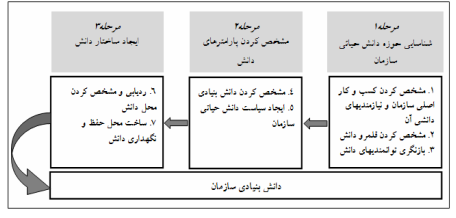 مرحله۱
شناسایی حوزه دانش حیاتی
سازمان
مرحله۲
مشخص کردن پارامترهای
دانش
مرحله۳
ایجاد ساختار دانش
۱. مشخص کردن کسب و کار
اصلی سازمان و نیازمندیهای
دانشی آن
۲. مشخص کردن قلمرو دانش
۳. بازنگری توانمندیهای دانش
۴. مشخص کردن دانش بنیادی
۵. ایجاد سیاست دانش حیاتی
سازمان
۶. ردیابی و مشخص کردن
محل دانش
۷. ساخت محل حفظ و
نگهداری دانش
دانش بنیادی سازمان